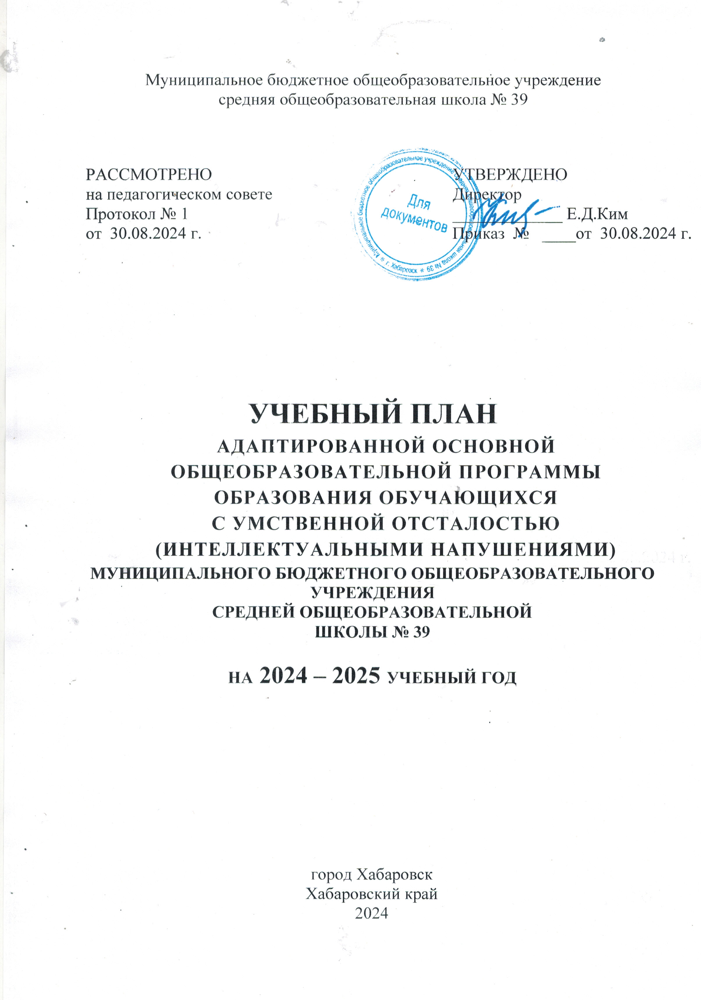 Муниципальное бюджетное общеобразовательное учреждение
средняя общеобразовательная школа № 39
РАССМОТРЕНО
на педагогическом совете
Протокол № 1
от 30.08.2024 г.
Муниципальное бюджетное общеобразовательное учреждение средняя общеобразовательная школа № 39 * г. Хабаровск *
Для
документов
УТВЕРЖДЕНО
Директор
_____________ Е.Д.Ким
Приказ № ____от 30.08.2024 г.
УЧЕБНЫЙ ПЛАН
АДАПТИРОВАННОЙ ОСНОВНОЙ
ОБЩЕОБРАЗОВАТЕЛЬНОЙ ПРОГРАММЫ
ОБРАЗОВАНИЯ ОБУЧАЮЩИХСЯ
С УМСТВЕННОЙ ОТСТАЛОСТЬЮ
(ИНТЕЛЛЕКТУАЛЬНЫМИ НАПУШЕНИЯМИ)
МУНИЦИПАЛЬНОГО БЮДЖЕТНОГО ОБЩЕОБРАЗОВАТЕЛЬНОГО
УЧРЕЖДЕНИЯ
СРЕДНЕЙ ОБЩЕОБРАЗОВАТЕЛЬНОЙ
ШКОЛЫ № 39
НА 2024 – 2025 УЧЕБНЫЙ ГОД
город Хабаровск
Хабаровский край
2024